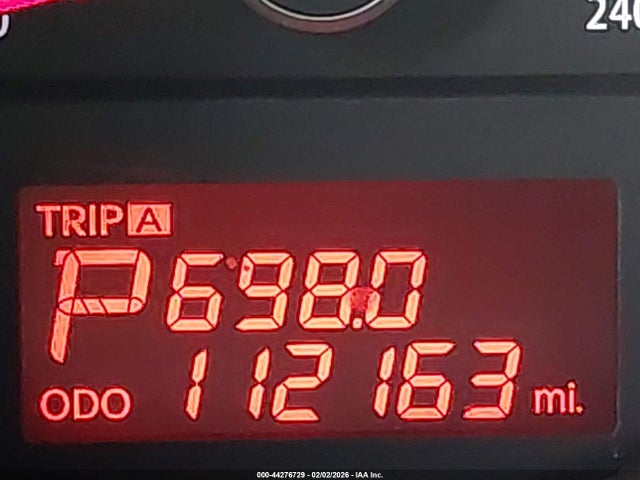 240
TRIP A
P 698.0
ODO 112163 mi.
000-44276729 - 02/02/2026 - IAA Inc.